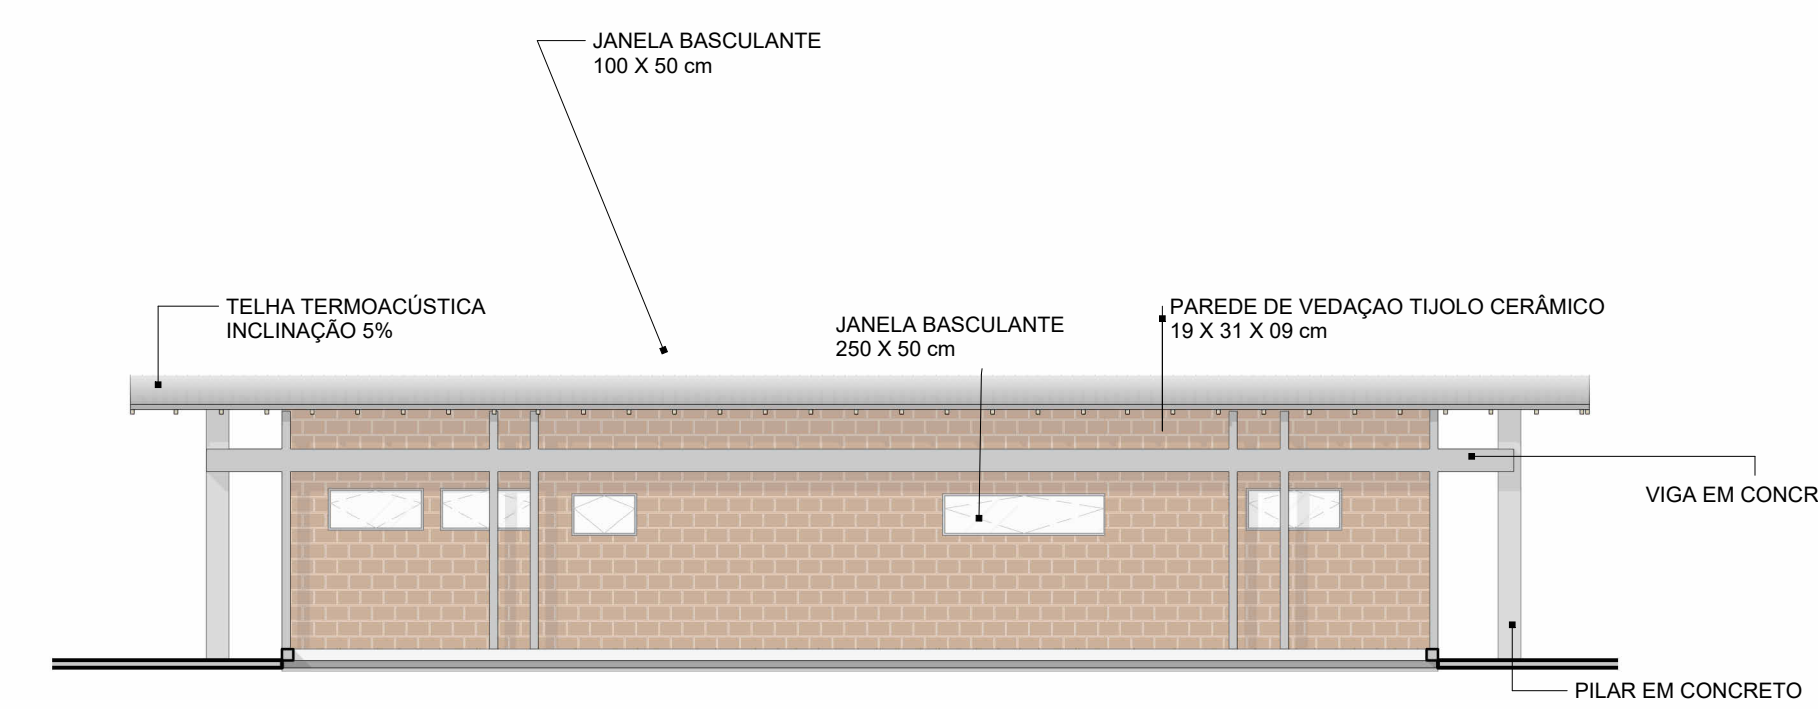 JANELA BASCULANTE
100 X 50 cm
TELHA TERMOACÚSTICA
INCLINAÇÃO 5%
JANELA BASCULANTE
250 X 50 cm
PAREDE DE VEDAÇAO TIJOLO CERÂMICO
19 X 31 X 09 cm
VIGA EM CONCR
PILAR EM CONCRETO